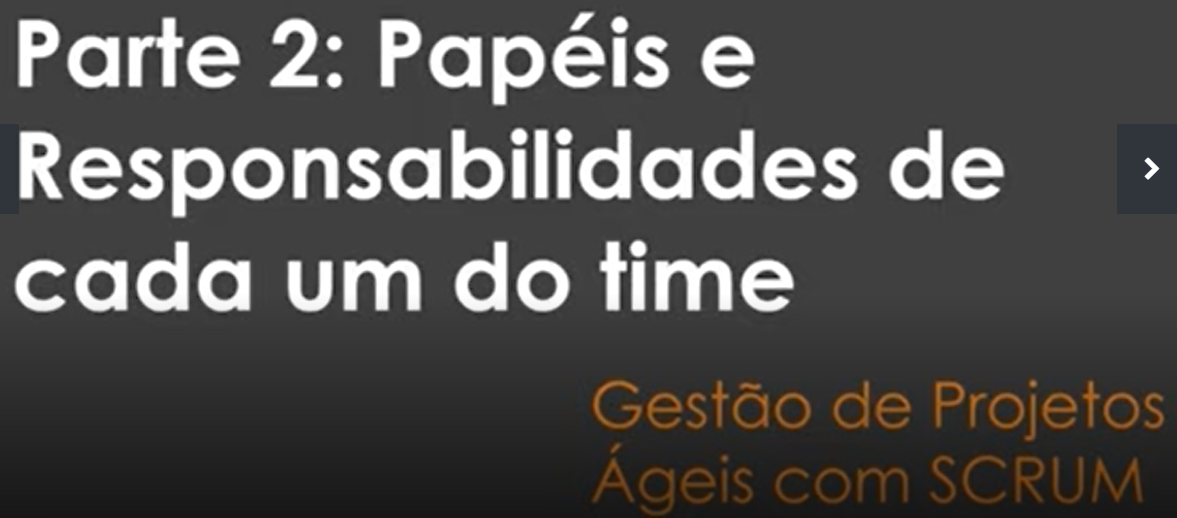 Parte 2: Papéis e
Responsabilidades de
cada um do time
Gestão de Projetos
Ágeis com SCRUM